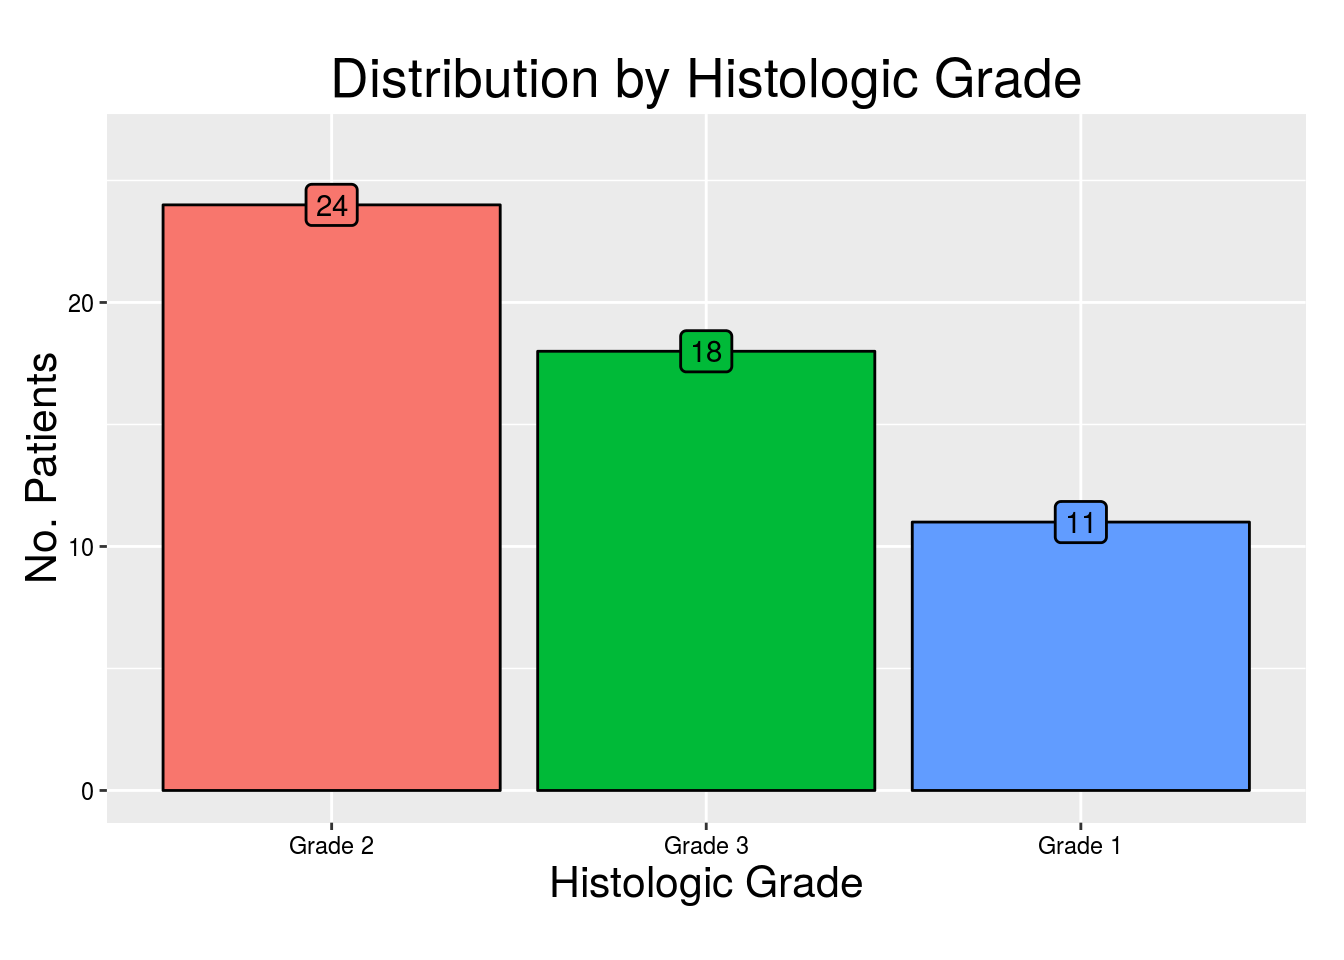 Distribution by Histologic Grade
No. Patients
20
10
0
24
18
11
Grade 2
Grade 3
Grade 1
Histologic Grade